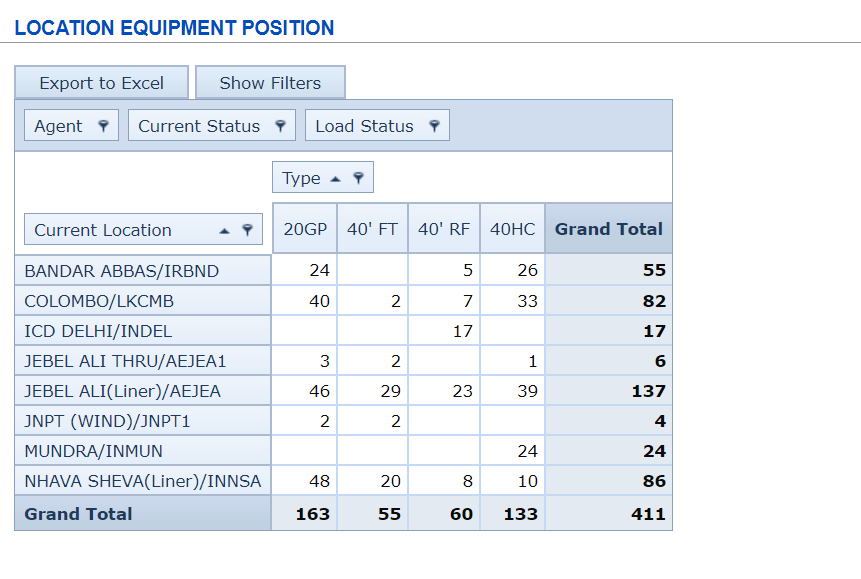 LOCATION EQUIPMENT POSITION
Export to Excel Show Filters
Agent Current Status Load Status
Type
Current Location 20GP 40' FT 40' RF 40HC Grand Total
BANDAR ABBAS/IRBND 24 5 26 55
COLOMBO/LKCMB 40 2 7 33 82
ICD DELHI/INDEL 17 17
JEBEL ALI THRU/AEJEA1 3 2 1 6
JEBEL ALI(Liner)/AEJEA 46 29 23 39 137
JNPT (WIND)/JNPT1 2 2 4
MUNDRA/INMUN 24 24
NHAVA SHEVA(Liner)/INNSA 48 20 8 10 86
Grand Total 163 55 60 133 411